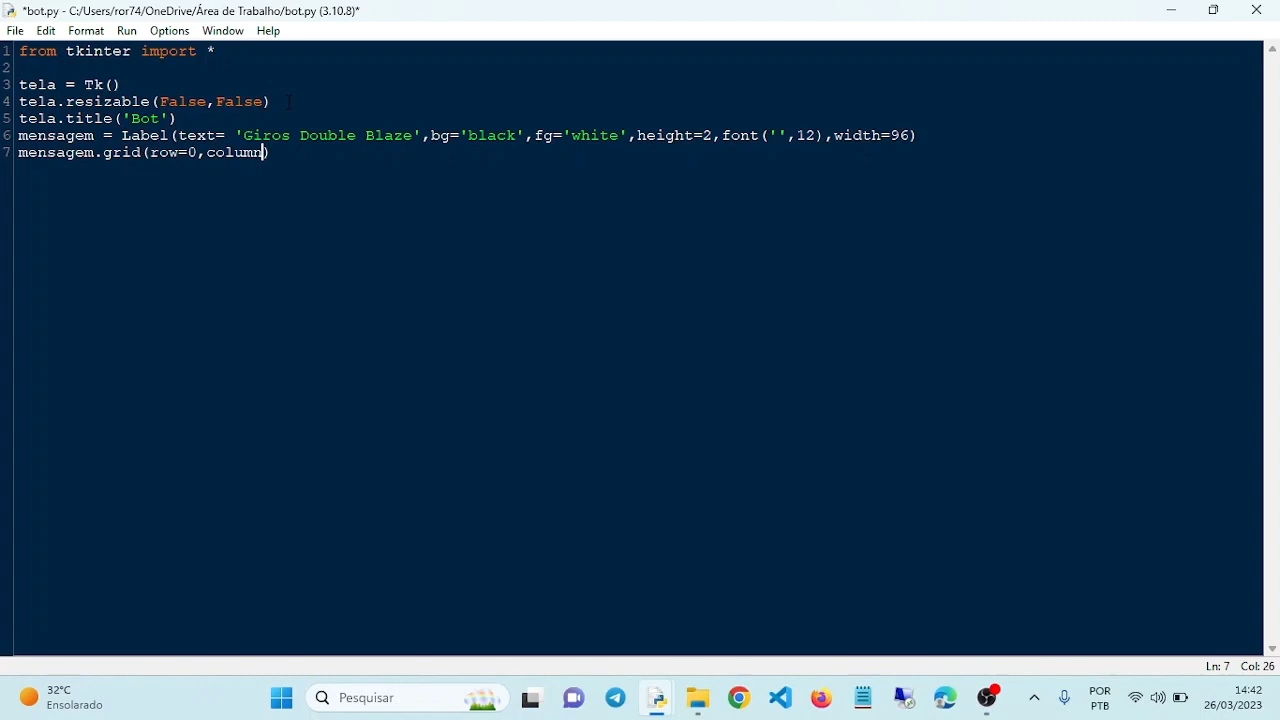 *bot.py - C:/Users/ror74/OneDrive/Área de Trabalho/bot.py (3.10.8)*
File Edit Format Run Options Window Help
1 from tkinter import *
2
3 tela = Tk()
4 tela.resizable(False,False)
5 tela.title('Bot')
6 mensagem = Label(text= 'Giros Double Blaze',bg='black',fg='white',height=2,font('',12),width=96)
7 mensagem.grid(row=0,column)
Ln: 7 Col: 26
32°C
Ensolarado
Pesquisar
POR
PTB
14:42
26/03/2023